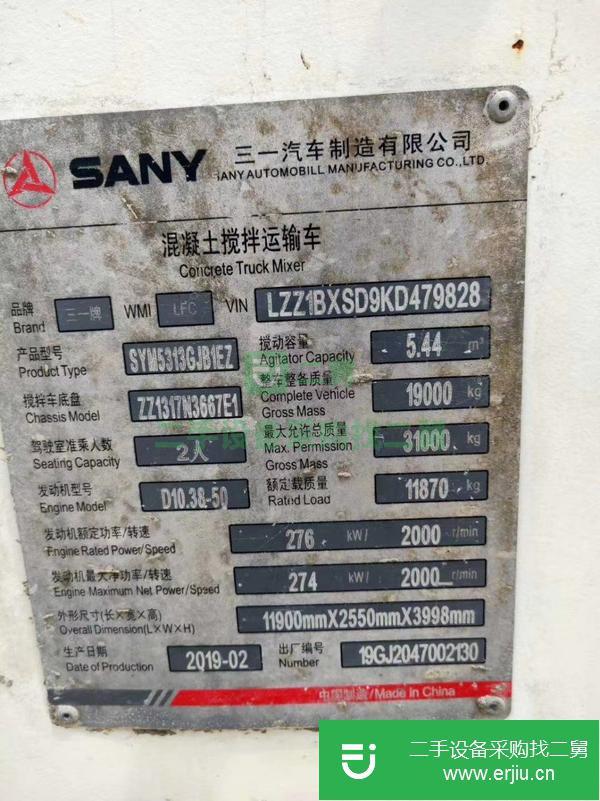 SANY 三一汽车制造有限公司
SANY AUTOMOBILL MANUFACTURING CO.,LTD.
混凝土搅拌运输车
Concrete Truck Mixer
品牌 Brand 三一牌 WMI LFC VIN LZZ1BXSD9KD479828
产品型号 Product Type SYM5313GJB1EZ
搅动容量 Agitator Capacity 5.44 m³
搅拌车底盘 Chassis Model ZZ1317N3667E1
整车整备质量 Complete Vehicle Gross Mass 19000 kg
驾驶室准乘人数 Seating Capacity 2人
最大允许总质量 Max. Permission Gross Mass 31000 kg
发动机型号 Engine Model D10.38-50
额定载质量 Rated Load 11870 kg
发动机额定功率/转速 Engine Rated Power/Speed 276 kW/ 2000 r/min
发动机最大净功率/转速 Engine Maximum Net Power/Speed 274 kW/ 2000 r/min
外形尺寸(长×宽×高) Overall Dimension(L×W×H) 11900mmX2550mmX3998mm
生产日期 Date of Production 2019-02 出厂编号 Number 19GJ2047002130
中国制造/Made in China
二手设备采购找二舅
www.erjiu.cn